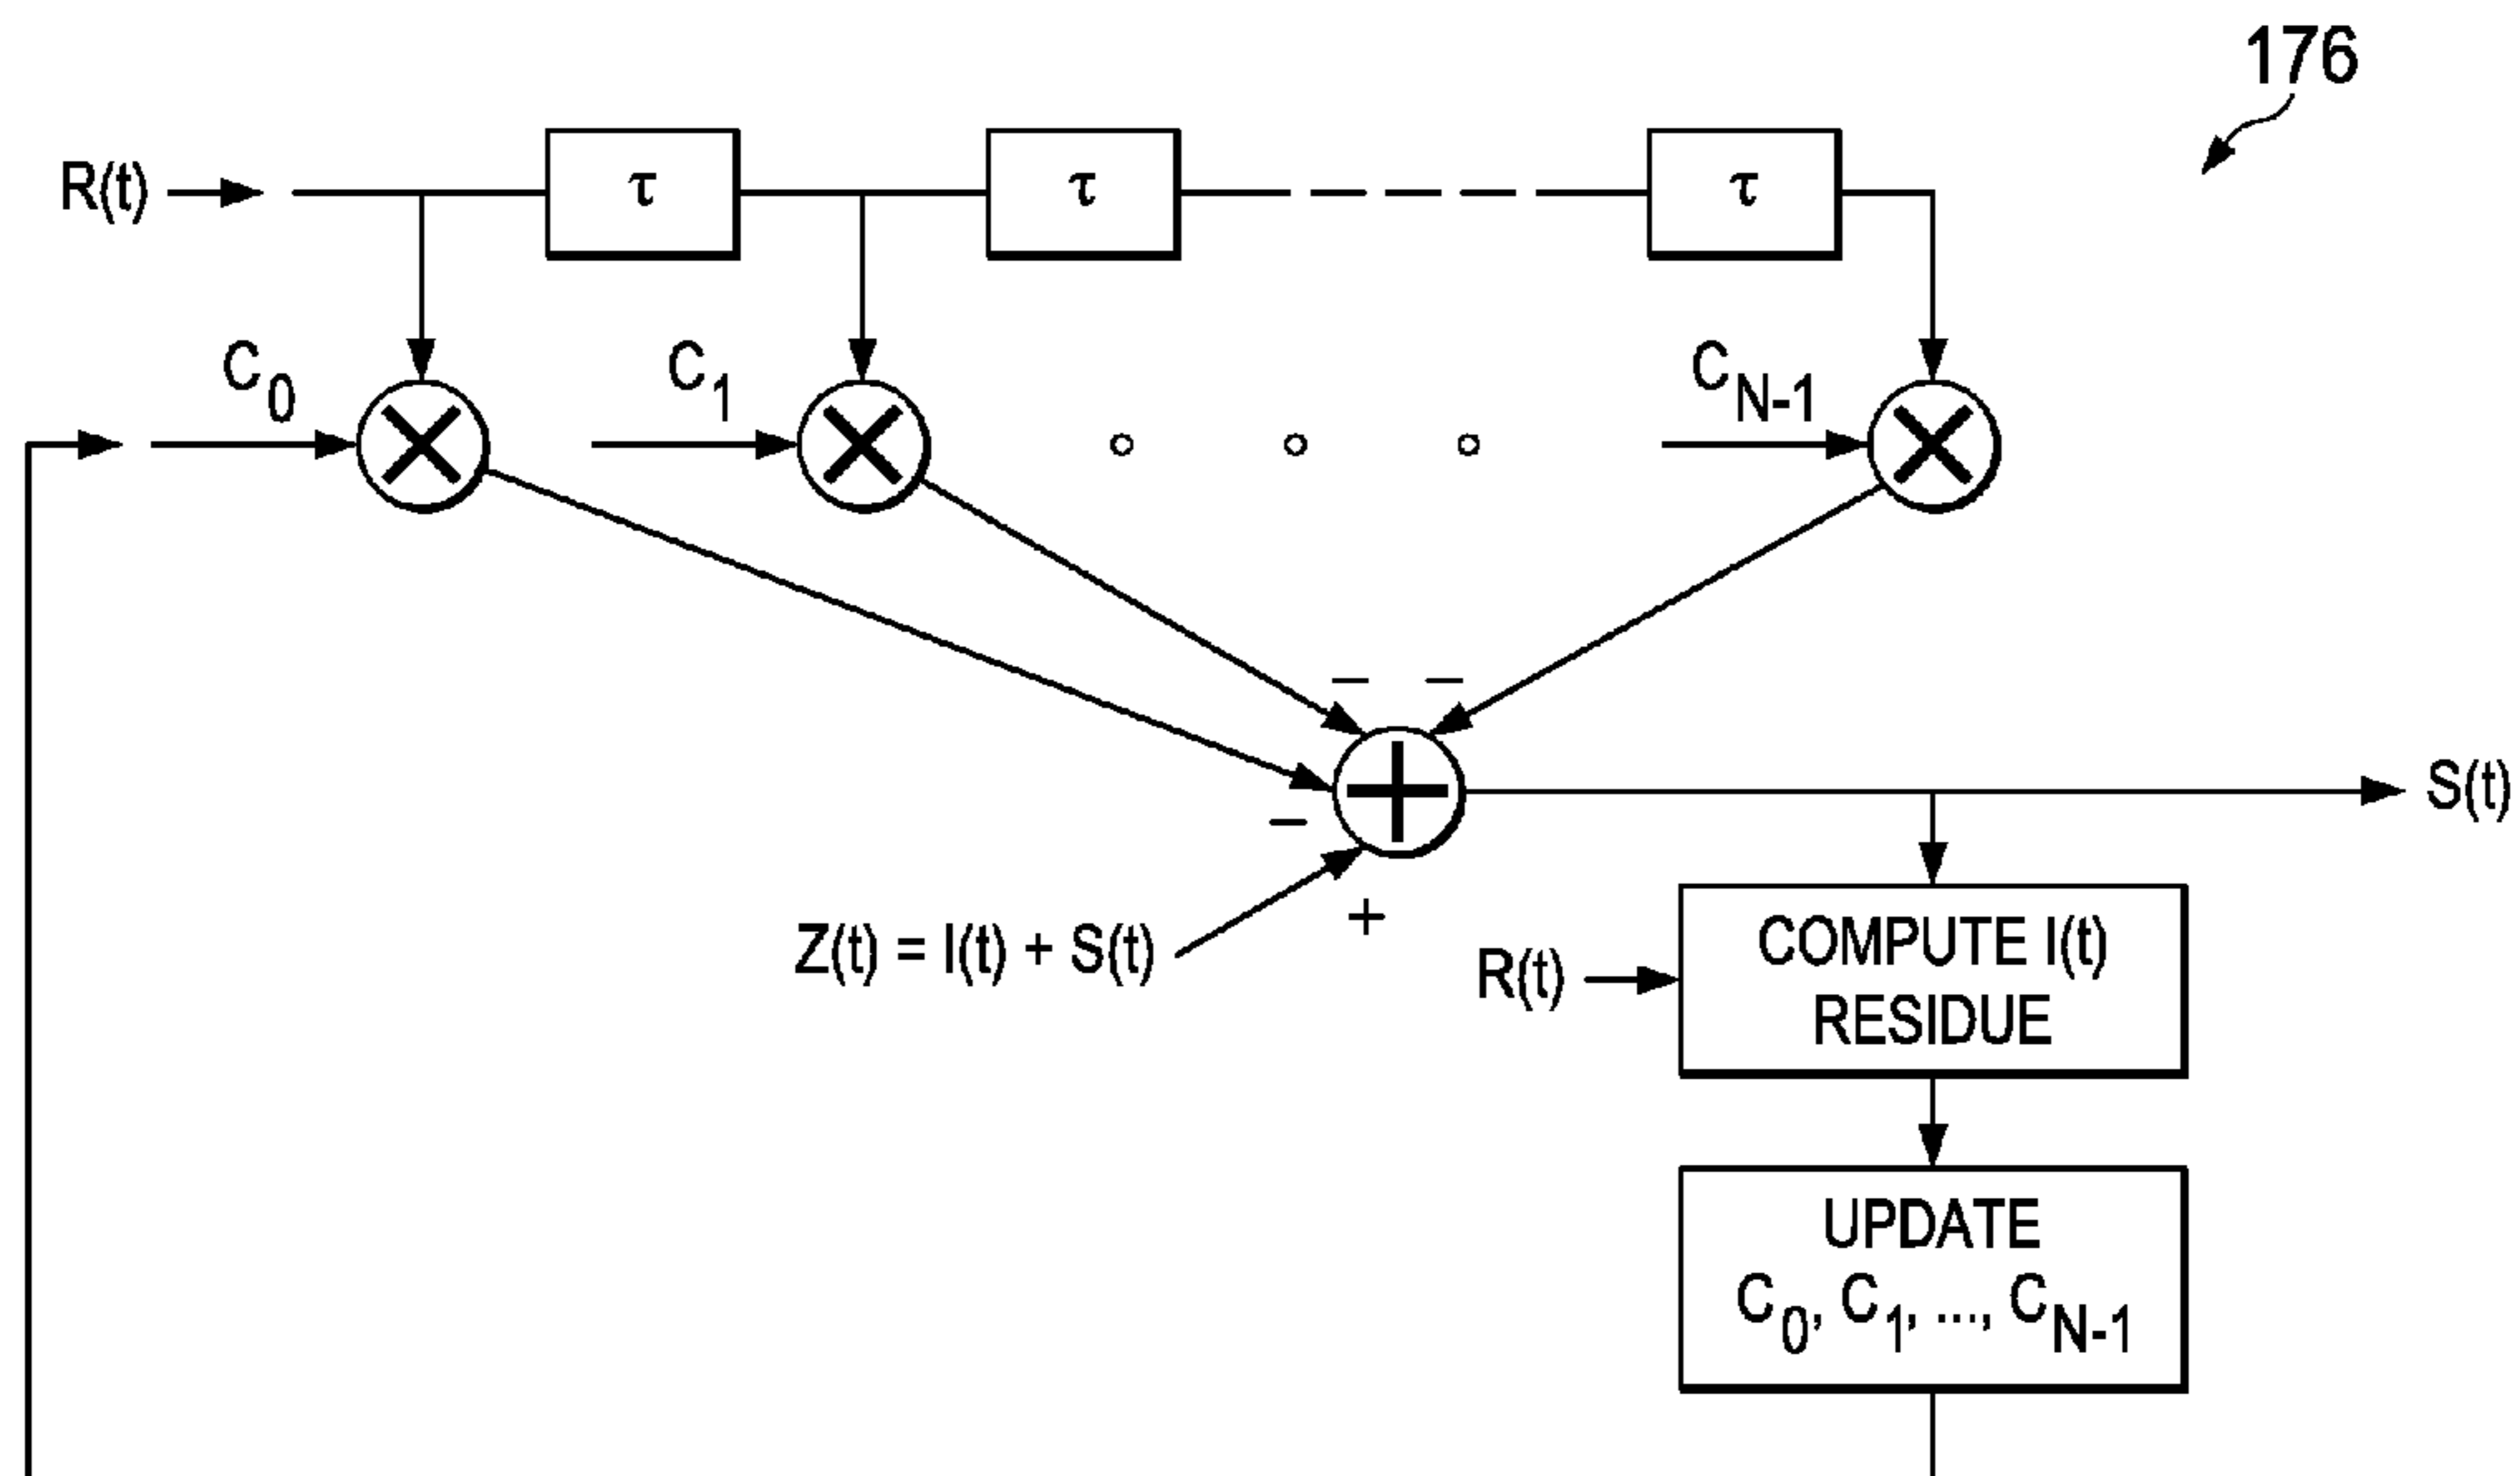 176
R(t)
τ
τ
τ
C0
C1
CN-1
− −
S(t)
−
+
Z(t) = I(t) + S(t)
R(t)
COMPUTE I(t)
RESIDUE
UPDATE
C0, C1, ..., CN-1